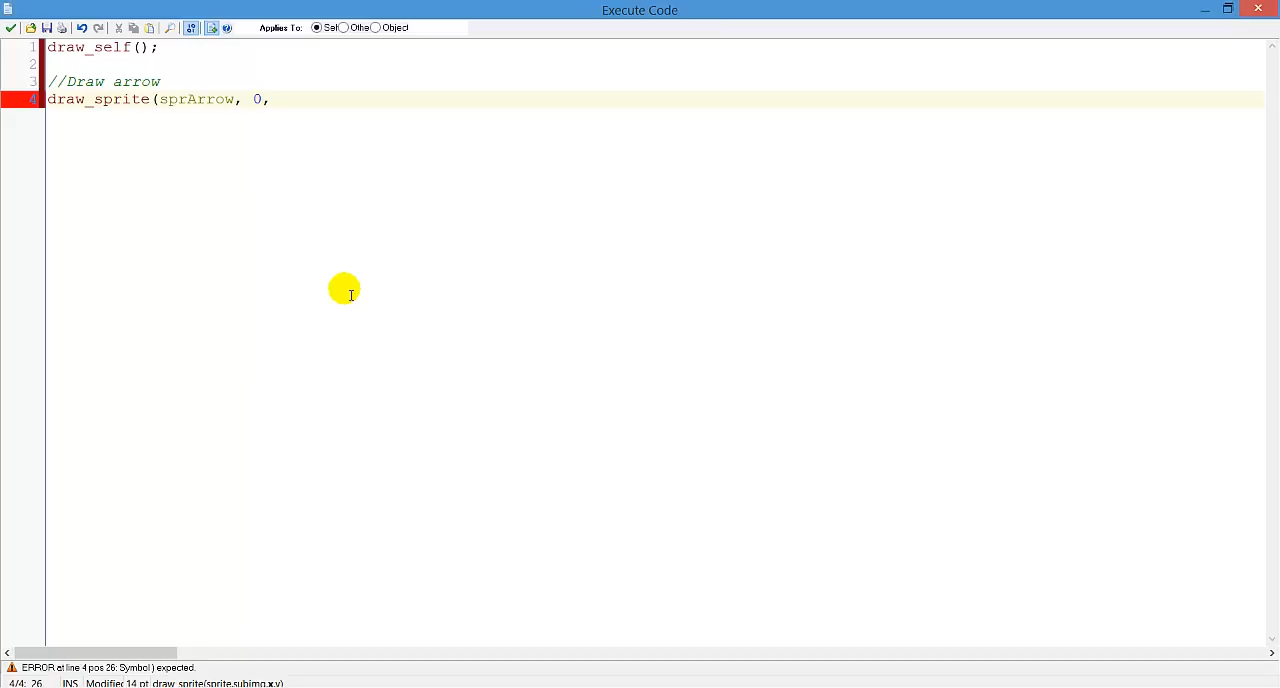 Execute Code
Applies To: Self Othe Object
1 draw_self();
2
3 //Draw arrow
4 draw_sprite(sprArrow, 0,
ERROR at line 4 pos 26: Symbol ) expected.
4/4: 26 INS Modified 14 pt draw_sprite(sprite,subimg,x,y)